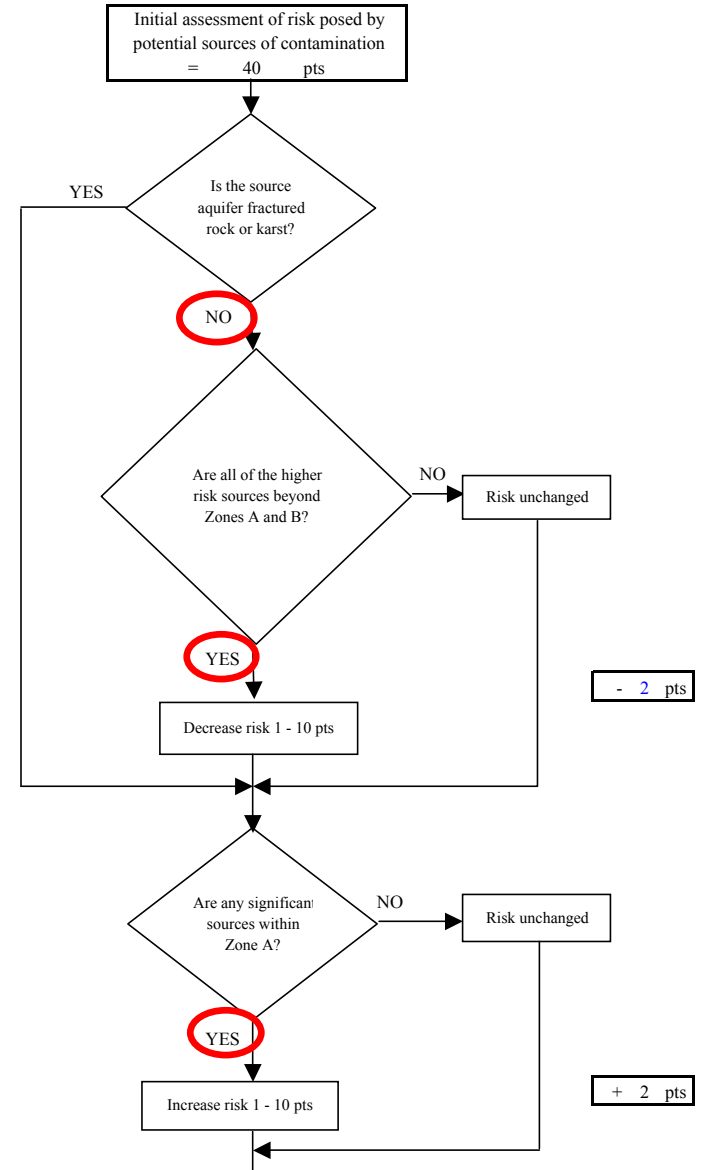 Initial assessment of risk posed by
potential sources of contamination
= 40 pts
Is the source
aquifer fractured
rock or karst?
YES
NO
Are all of the higher
risk sources beyond
Zones A and B?
NO
Risk unchanged
YES
- 2 pts
Decrease risk 1 - 10 pts
Are any significant
sources within
Zone A?
NO
Risk unchanged
YES
+ 2 pts
Increase risk 1 - 10 pts